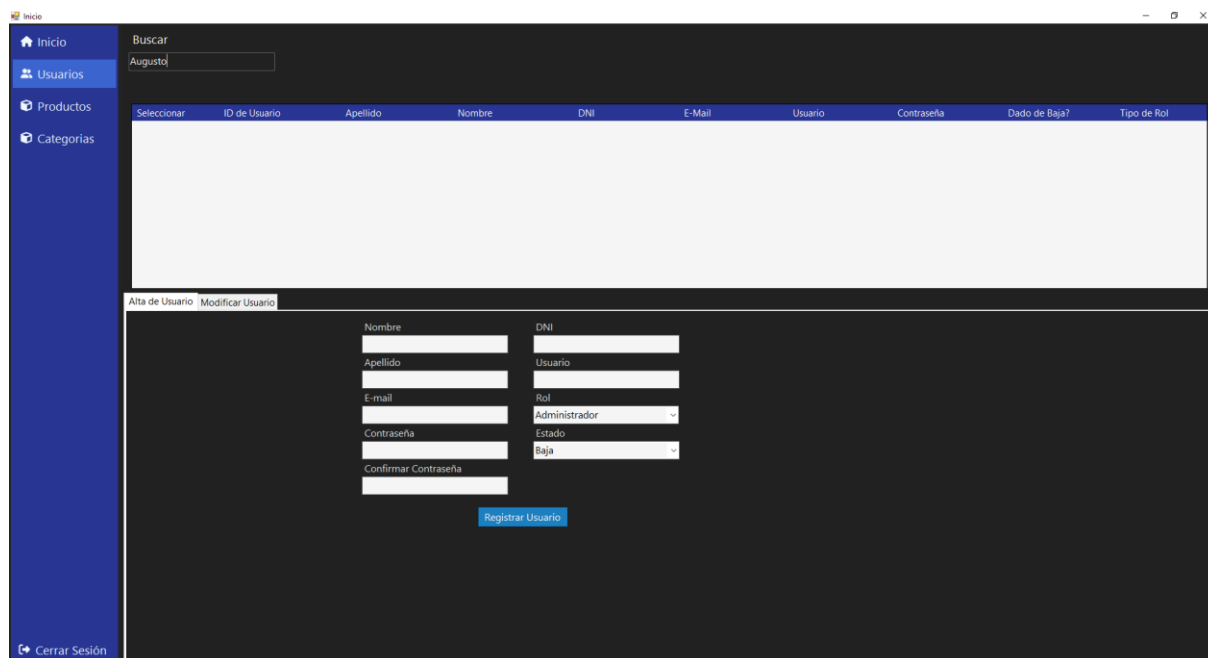 Inicio
Inicio
Usuarios
Productos
Categorias
Cerrar Sesión
Buscar
Augusto
Seleccionar ID de Usuario Apellido Nombre DNI E-Mail Usuario Contraseña Dado de Baja? Tipo de Rol
Alta de Usuario Modificar Usuario
Nombre DNI
Apellido Usuario
E-mail Rol
Administrador
Contraseña Estado
Baja
Confirmar Contraseña
Registrar Usuario